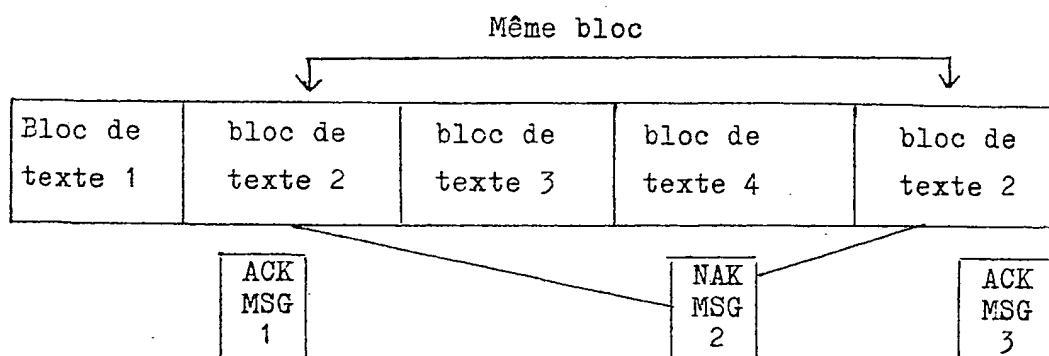 Même bloc
Bloc de
texte 1
bloc de
texte 2
bloc de
texte 3
bloc de
texte 4
bloc de
texte 2
ACK
MSG
1
NAK
MSG
2
ACK
MSG
3